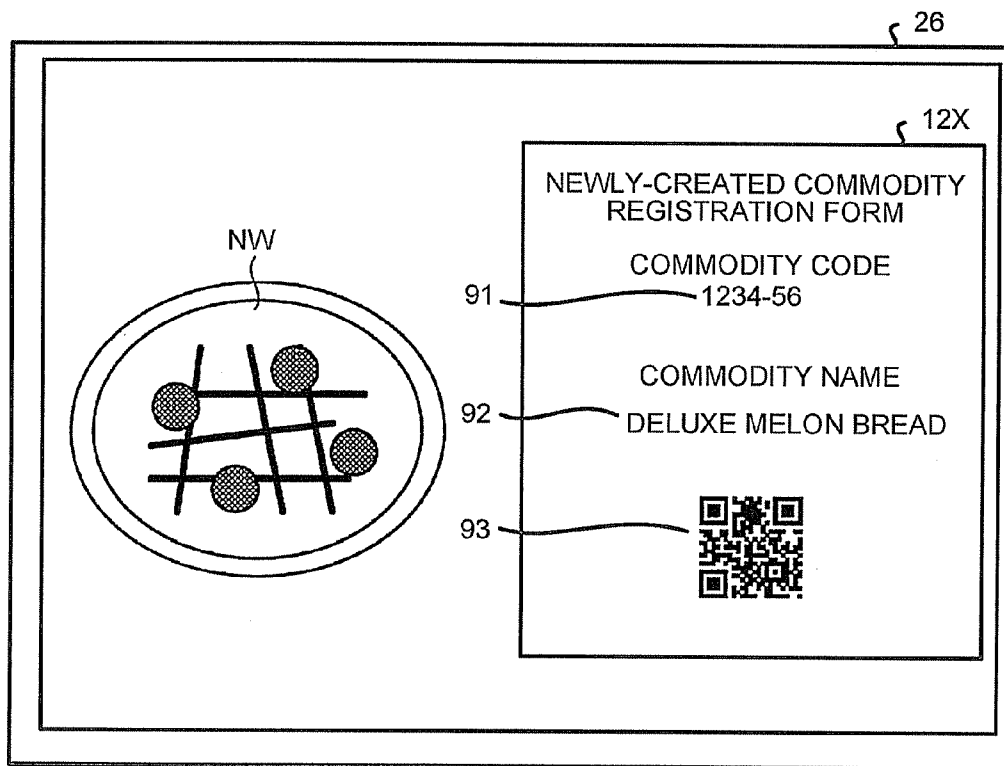 26
12X
NEWLY-CREATED COMMODITY
REGISTRATION FORM
NW
COMMODITY CODE
91
1234-56
COMMODITY NAME
92
DELUXE MELON BREAD
93